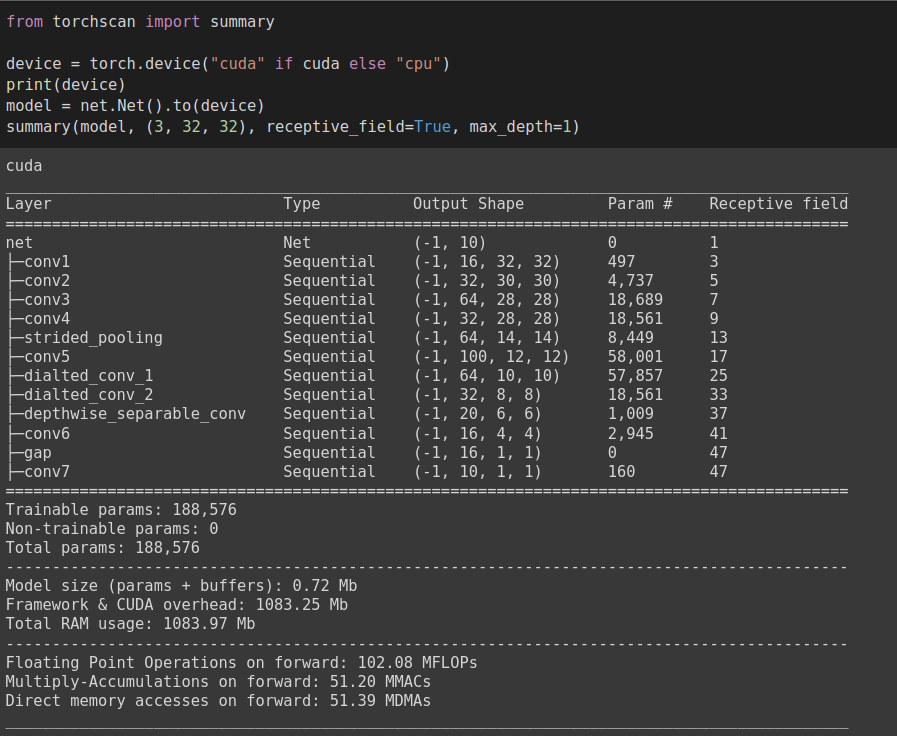 from torchscan import summary
device = torch.device("cuda" if cuda else "cpu")
print(device)
model = net.Net().to(device)
summary(model, (3, 32, 32), receptive_field=True, max_depth=1)
cuda
__________________________________________________________________________________________
Layer                         Type          Output Shape         Param #    Receptive field
==========================================================================================
net                           Net           (-1, 10)             0          1
├─conv1                       Sequential    (-1, 16, 32, 32)     497        3
├─conv2                       Sequential    (-1, 32, 30, 30)     4,737      5
├─conv3                       Sequential    (-1, 64, 28, 28)     18,689     7
├─conv4                       Sequential    (-1, 32, 28, 28)     18,561     9
├─strided_pooling             Sequential    (-1, 64, 14, 14)     8,449      13
├─conv5                       Sequential    (-1, 100, 12, 12)    58,001     17
├─dialted_conv_1              Sequential    (-1, 64, 10, 10)     57,857     25
├─dialted_conv_2              Sequential    (-1, 32, 8, 8)       18,561     33
├─depthwise_separable_conv    Sequential    (-1, 20, 6, 6)       1,009      37
├─conv6                       Sequential    (-1, 16, 4, 4)       2,945      41
├─gap                         Sequential    (-1, 16, 1, 1)       0          47
├─conv7                       Sequential    (-1, 10, 1, 1)       160        47
==========================================================================================
Trainable params: 188,576
Non-trainable params: 0
Total params: 188,576
------------------------------------------------------------------------------------------
Model size (params + buffers): 0.72 Mb
Framework & CUDA overhead: 1083.25 Mb
Total RAM usage: 1083.97 Mb
------------------------------------------------------------------------------------------
Floating Point Operations on forward: 102.08 MFLOPs
Multiply-Accumulations on forward: 51.20 MMACs
Direct memory accesses on forward: 51.39 MDMAs
__________________________________________________________________________________________